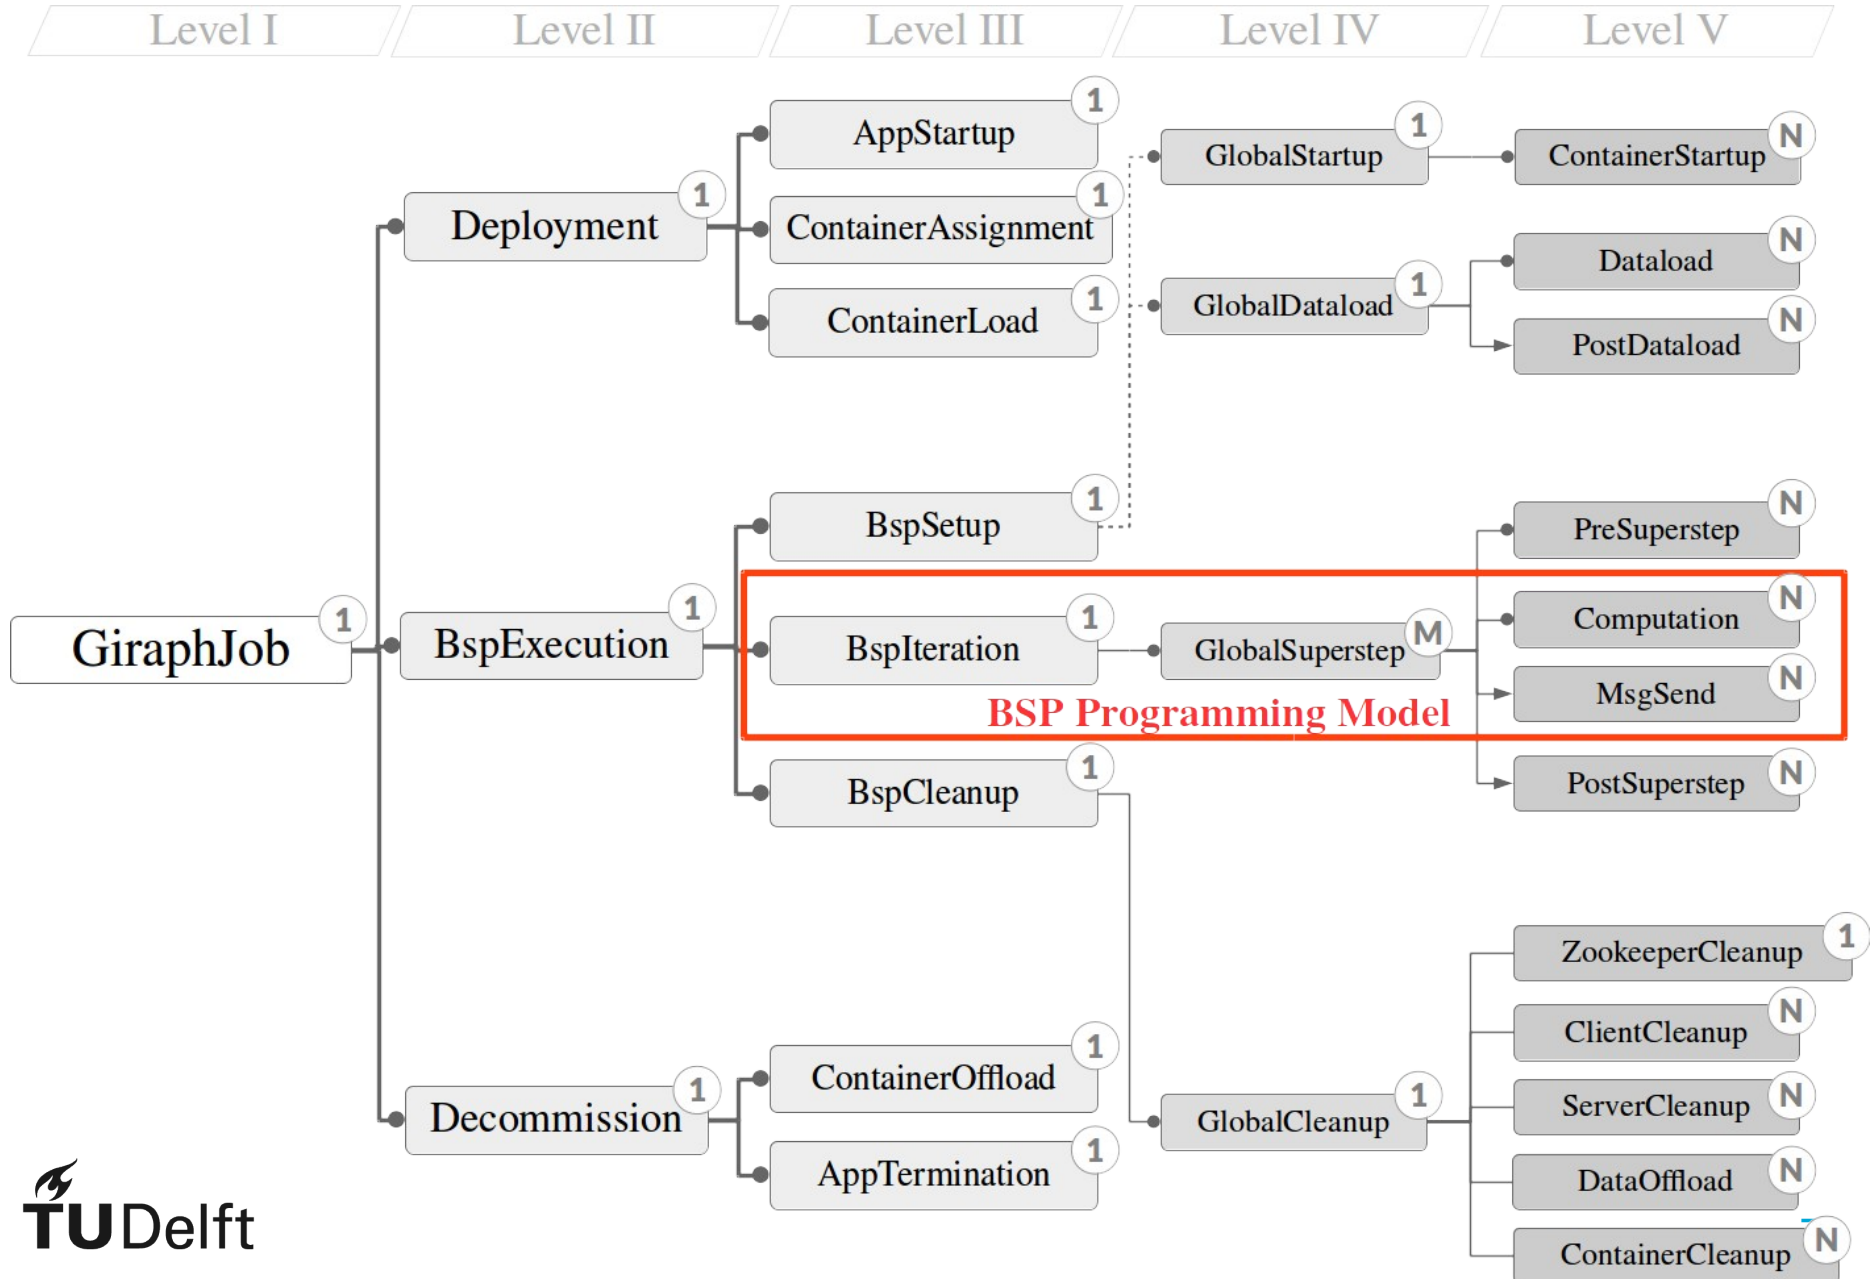 Level I
Level II
Level III
Level IV
Level V
GiraphJob 1
Deployment 1
AppStartup 1
ContainerAssignment 1
ContainerLoad 1
GlobalStartup 1
ContainerStartup N
GlobalDataload 1
Dataload N
PostDataload N
BspExecution 1
BspSetup 1
BspIteration 1
GlobalSuperstep M
BSP Programming Model
PreSuperstep N
Computation N
MsgSend N
PostSuperstep N
BspCleanup 1
Decommission 1
ContainerOffload 1
AppTermination 1
GlobalCleanup 1
ZookeeperCleanup 1
ClientCleanup N
ServerCleanup N
DataOffload N
ContainerCleanup N
TUDelft